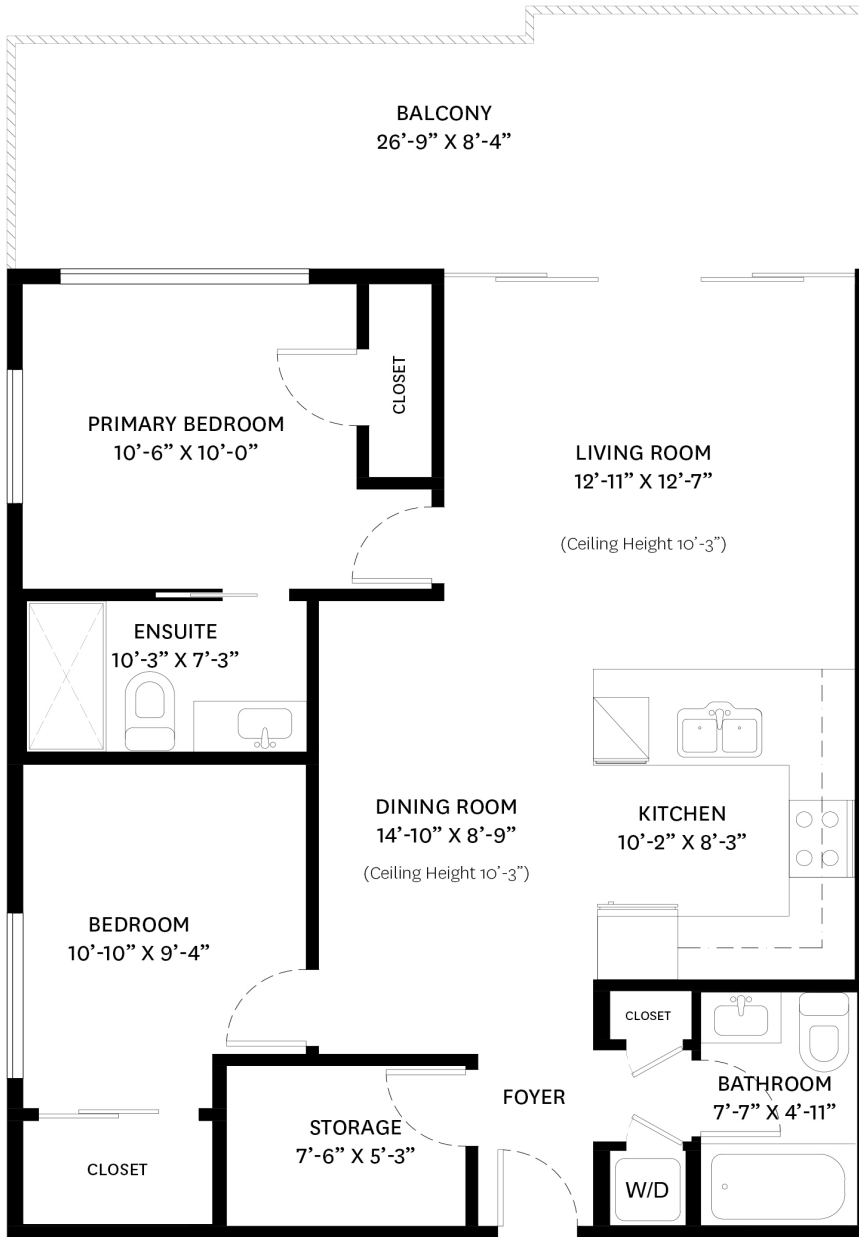 BALCONY
26’-9” X 8’-4”
CLOSET
PRIMARY BEDROOM
10’-6” X 10’-0”
LIVING ROOM
12’-11” X 12’-7”
(Ceiling Height 10’-3”)
ENSUITE
10’-3” X 7’-3”
DINING ROOM
14’-10” X 8’-9”
(Ceiling Height 10’-3”)
KITCHEN
10’-2” X 8’-3”
BEDROOM
10’-10” X 9’-4”
CLOSET
FOYER
BATHROOM
7’-7” X 4’-11”
STORAGE
7’-6” X 5’-3”
CLOSET
W/D